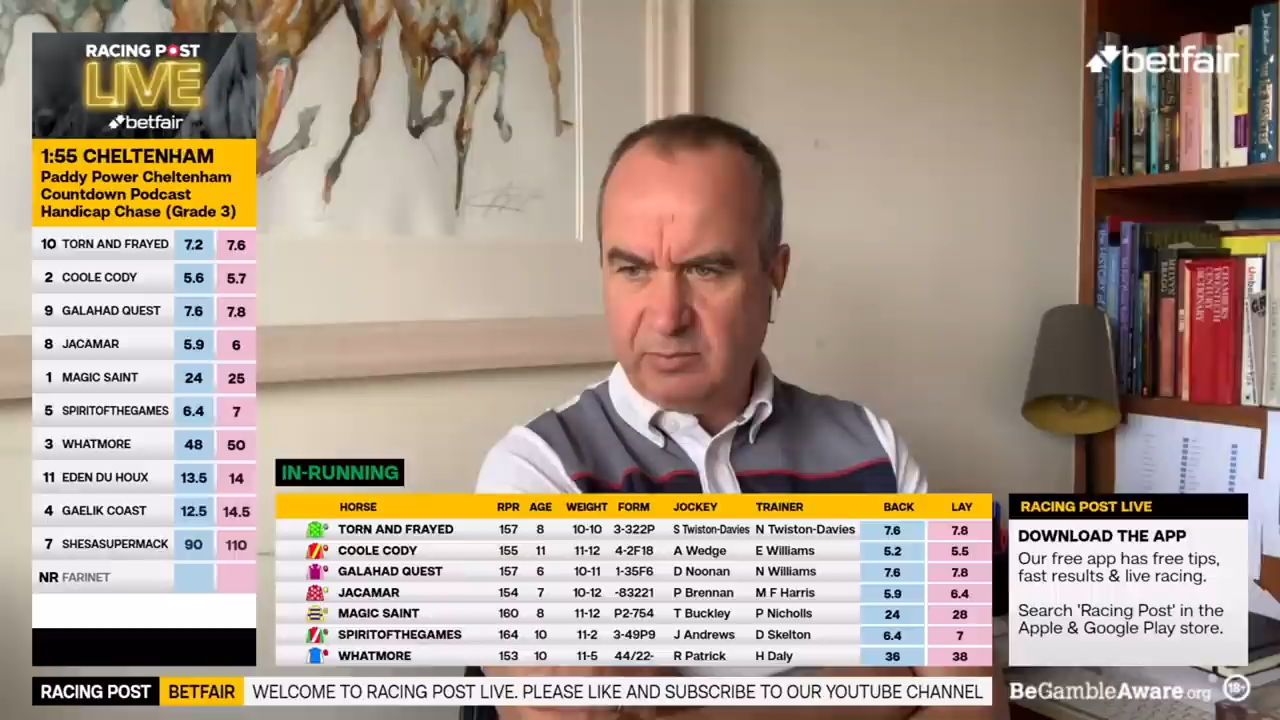 RACING POST
LIVE
betfair
1:55 CHELTENHAM
Paddy Power Cheltenham
Countdown Podcast
Handicap Chase (Grade 3)
10 TORN AND FRAYED 7.2 7.6
2 COOLE CODY 5.6 5.7
9 GALAHAD QUEST 7.6 7.8
8 JACAMAR 5.9 6
1 MAGIC SAINT 24 25
5 SPIRITOFTHEGAMES 6.4 7
3 WHATMORE 48 50
11 EDEN DU HOUX 13.5 14
4 GAELIK COAST 12.5 14.5
7 SHESASUPERMACK 90 110
NR FARINET
betfair
CHAMBERS
TWENTIETH
CENTURY
DICTIONARY
MELVYN
BRAGG
IN-RUNNING
HORSE RPR AGE WEIGHT FORM JOCKEY TRAINER BACK LAY
TORN AND FRAYED 157 8 10-10 3-322P S Twiston-Davies N Twiston-Davies 7.6 7.8
COOLE CODY 155 11 11-12 4-2F18 A Wedge E Williams 5.2 5.5
GALAHAD QUEST 157 6 10-11 1-35F6 D Noonan N Williams 7.6 7.8
JACAMAR 154 7 10-12 -83221 P Brennan M F Harris 5.9 6.4
MAGIC SAINT 160 8 11-12 P2-754 T Buckley P Nicholls 24 28
SPIRITOFTHEGAMES 164 10 11-2 3-49P9 J Andrews D Skelton 6.4 7
WHATMORE 153 10 11-5 44/22- R Patrick H Daly 36 38
RACING POST LIVE
DOWNLOAD THE APP
Our free app has free tips,
fast results & live racing.
Search 'Racing Post' in the
Apple & Google Play store.
RACING POST BETFAIR WELCOME TO RACING POST LIVE. PLEASE LIKE AND SUBSCRIBE TO OUR YOUTUBE CHANNEL
BeGambleAware.org 18+